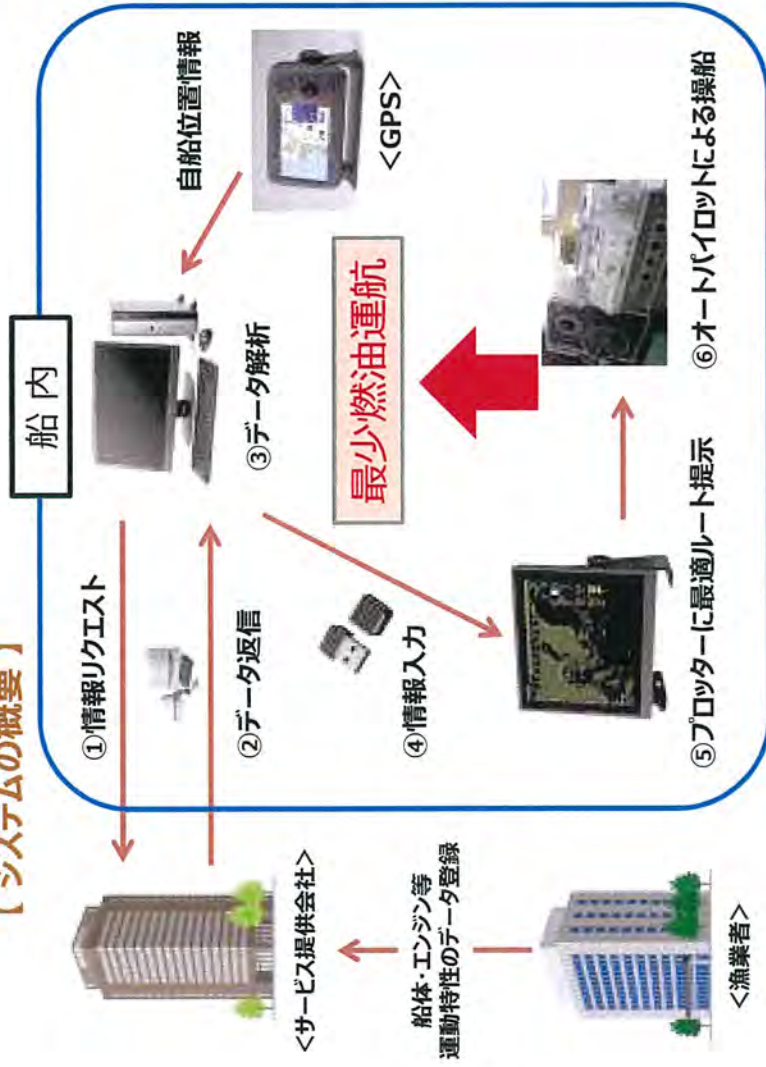 【システムの概要】
船 内
①情報リクエスト
②データ返信
③データ解析
自船位置情報
<GPS>
④情報入力
最少燃油運航
⑤プロッターに最適ルート提示
⑥オートパイロットによる操船
<サービス提供会社>
船体・エンジン等
運動特性のデータ登録
<漁業者>